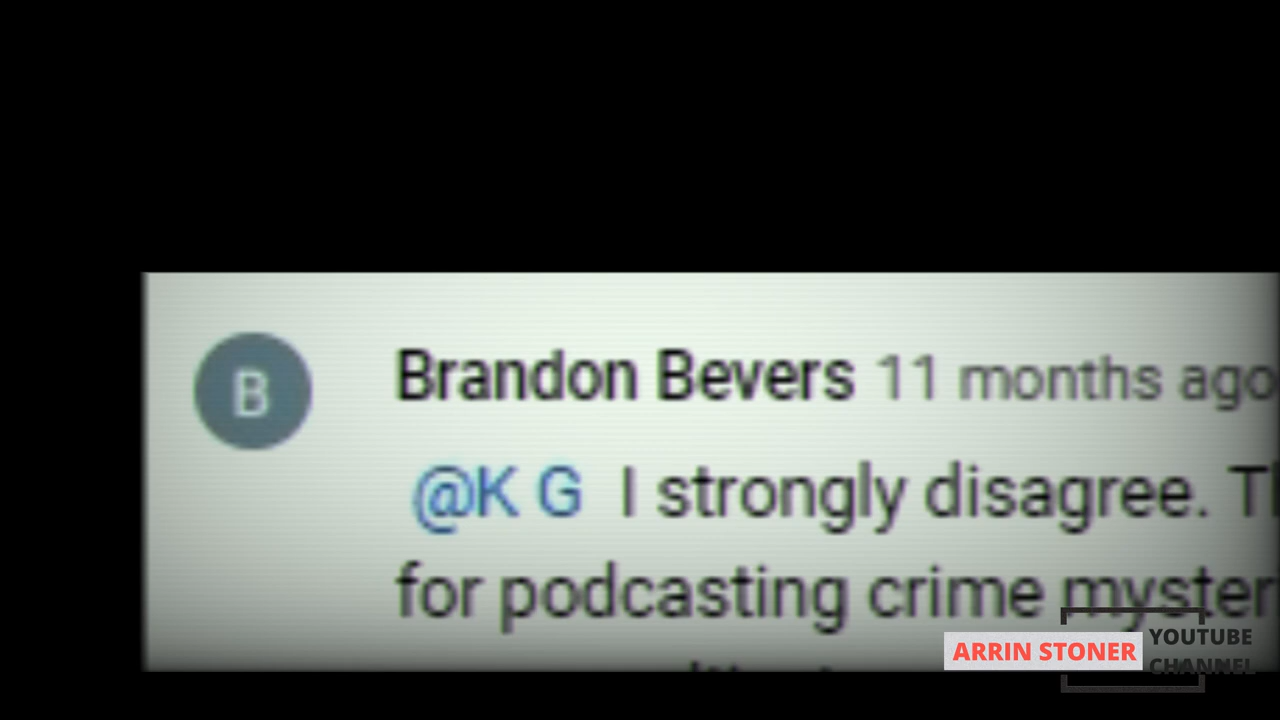 B
Brandon Bevers 11 months ago
@K G I strongly disagree.
for podcasting crime
ARRIN STONER
YOUTUBE
CHANNEL